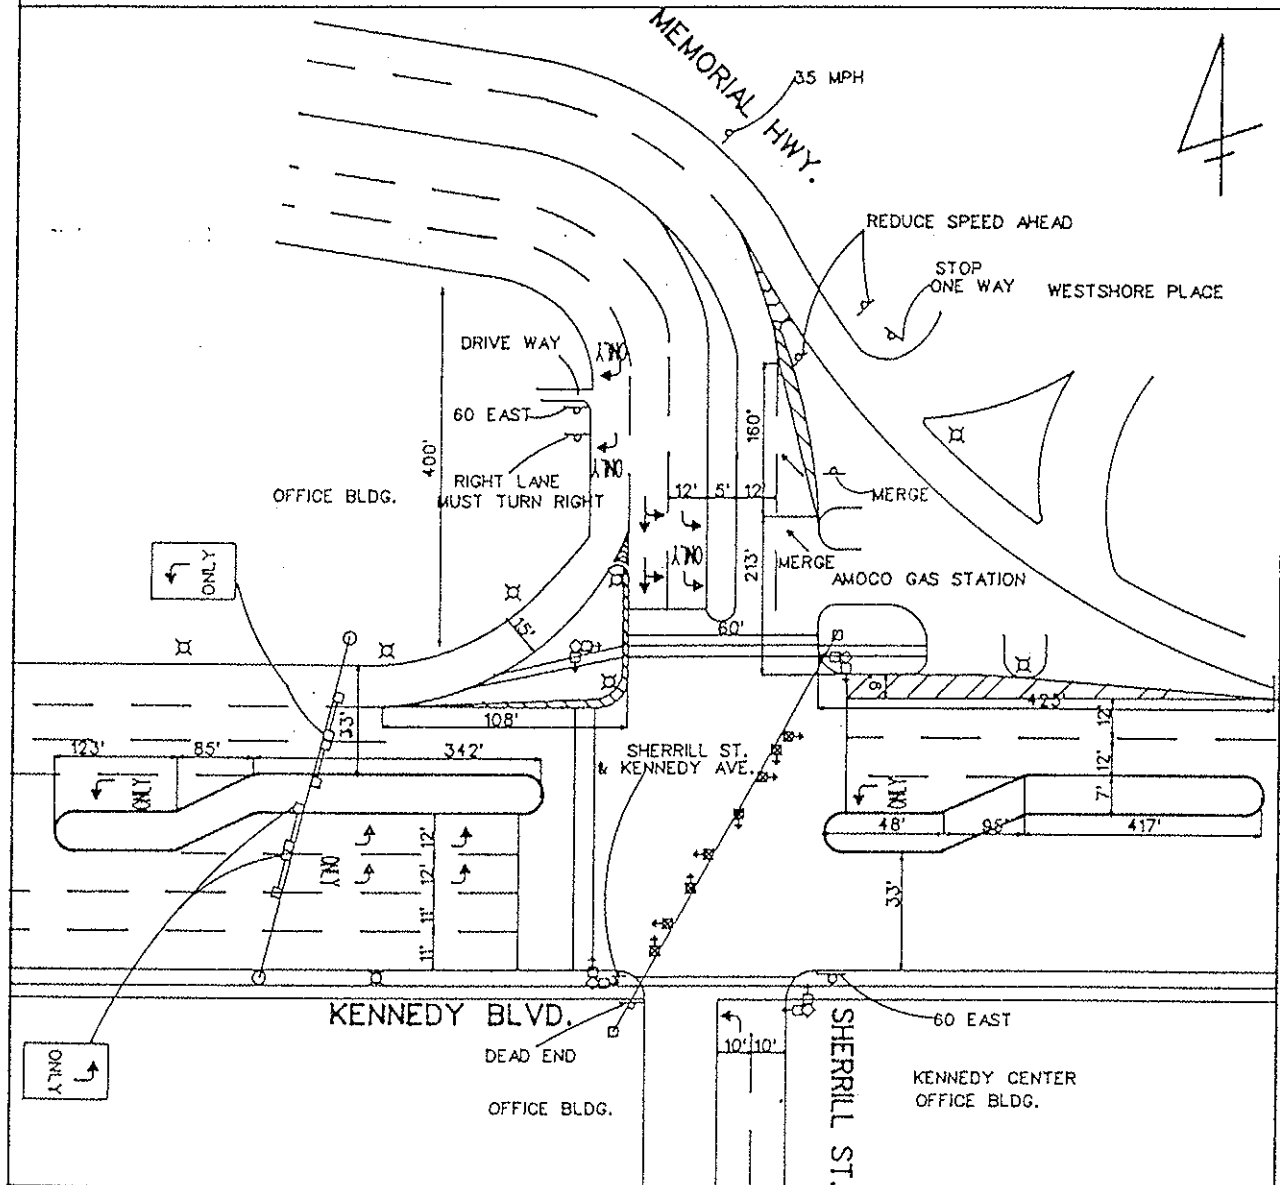 MEMORIAL HWY.
35 MPH
REDUCE SPEED AHEAD
STOP
ONE WAY
WESTSHORE PLACE
DRIVE WAY
ONLY
60 EAST
400'
160'
RIGHT LANE
MUST TURN RIGHT
ONLY
OFFICE BLDG.
12'
5'
12'
MERGE
ONLY
ONLY
213'
MERGE
AMOCO GAS STATION
15'
60'
9'
425'
108'
33'
12'
123'
85'
342'
SHERRILL ST.
& KENNEDY AVE.
12'
ONLY
ONLY
7'
48'
98'
417'
12'
ONLY
12'
33'
11'
11'
KENNEDY BLVD.
DEAD END
60 EAST
SHERRILL ST.
10'
10'
ONLY
OFFICE BLDG.
KENNEDY CENTER
OFFICE BLDG.